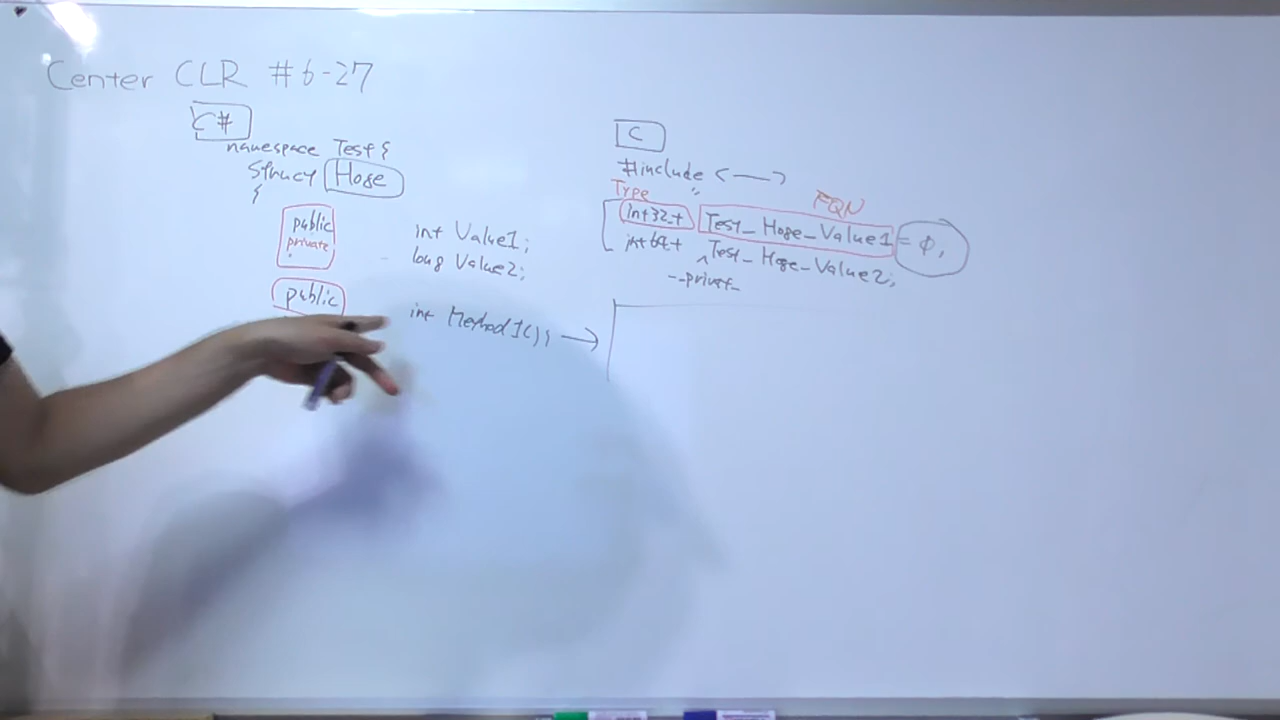 Center CLR #6-27
C#
namespace Test {
struct Hoge
{
public
private
int Value1;
long Value2;
public
int Method1();
C
#include < >
Type
FQN
int32_t Test_Hoge_Value1 = 0,
int64_t Test_Hoge_Value2;
--private_